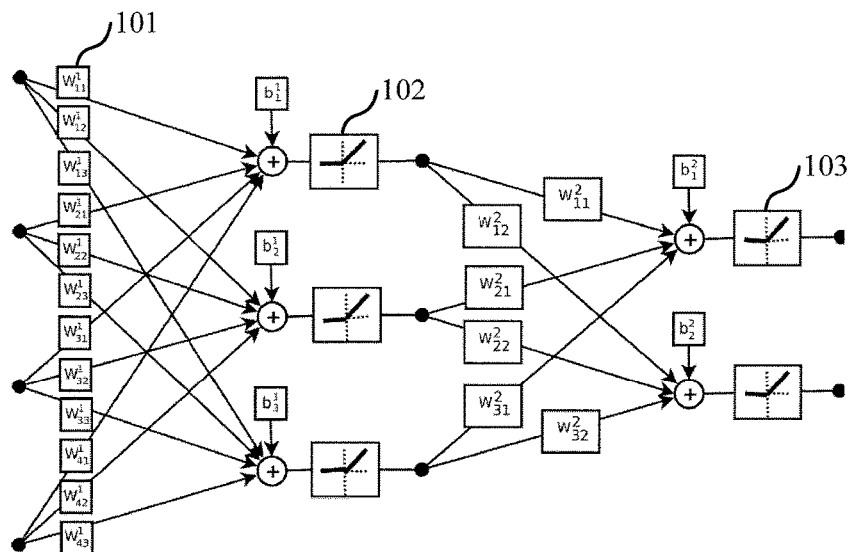 101
W¹₁₁
W¹₁₂
W¹₁₃
W¹₂₁
W¹₂₂
W¹₂₃
W¹₃₁
W¹₃₂
W¹₃₃
W¹₄₁
W¹₄₂
W¹₄₃
b¹₁
b¹₂
b¹₃
102
W²₁₁
W²₁₂
W²₂₁
W²₂₂
W²₃₁
W²₃₂
b²₁
b²₂
103